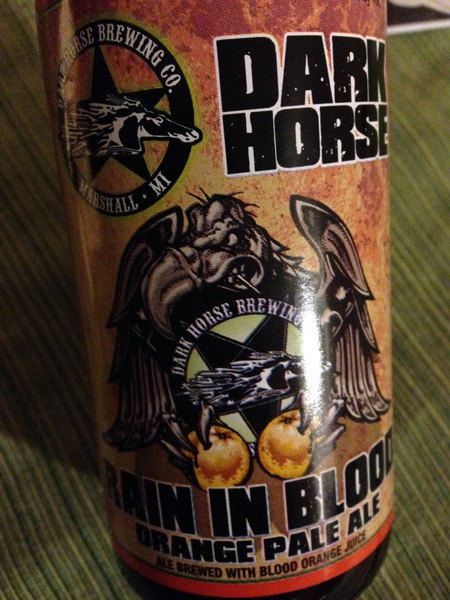 HORSE BREWING CO.
MARSHALL • MI
DARK
HORSE
DARK HORSE BREWING
RAIN IN BLOOD
ORANGE PALE ALE
ALE BREWED WITH BLOOD ORANGE JUICE